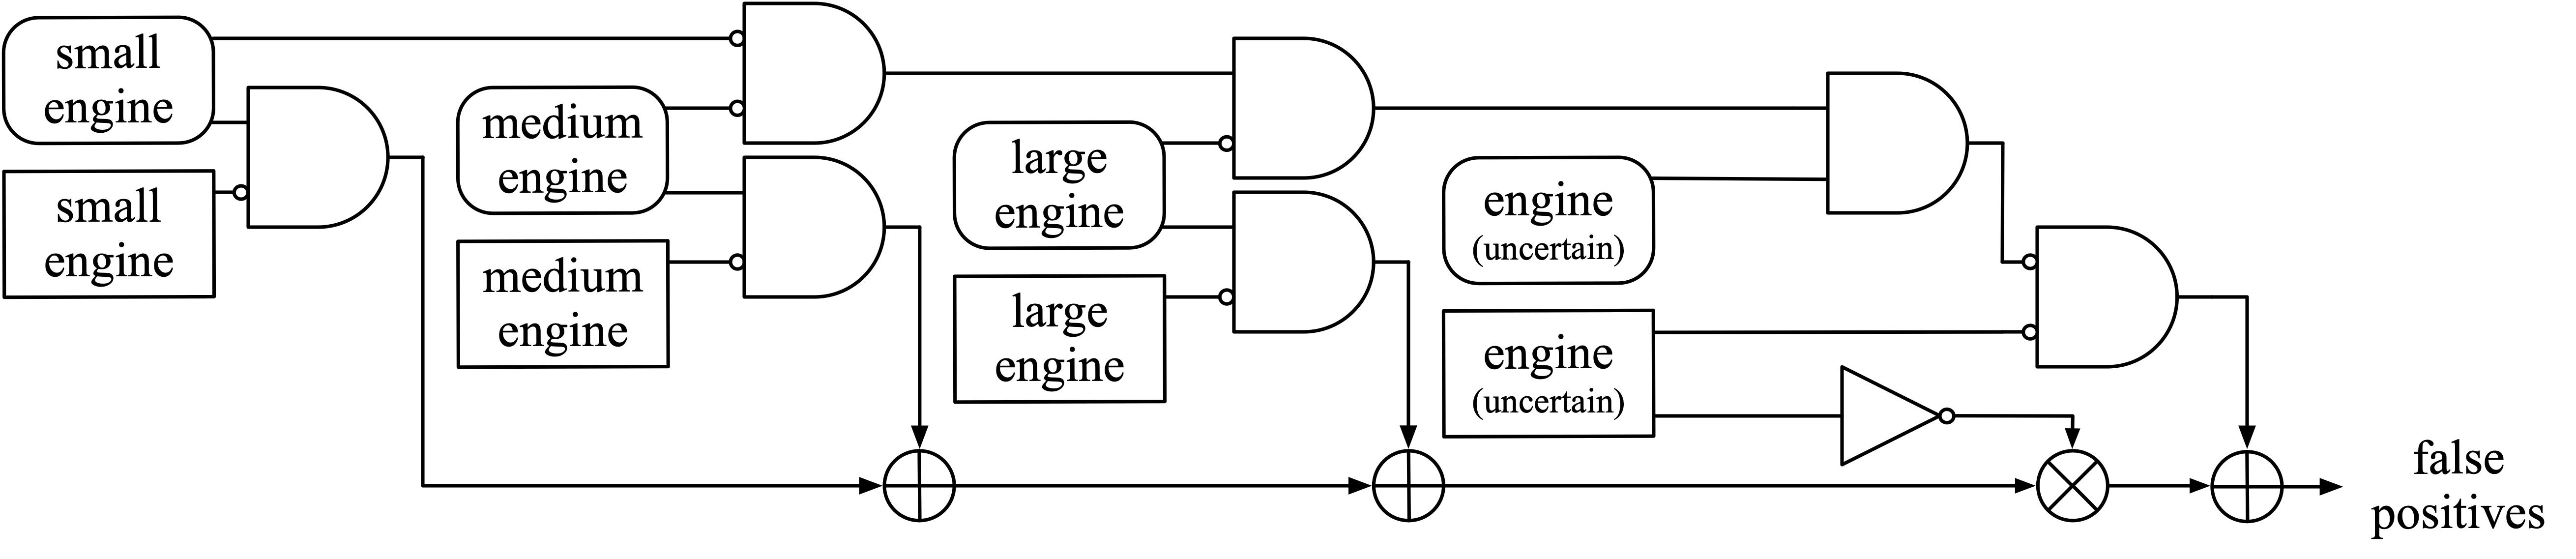 small
engine
small
engine
medium
engine
medium
engine
large
engine
large
engine
engine
(uncertain)
engine
(uncertain)
false
positives